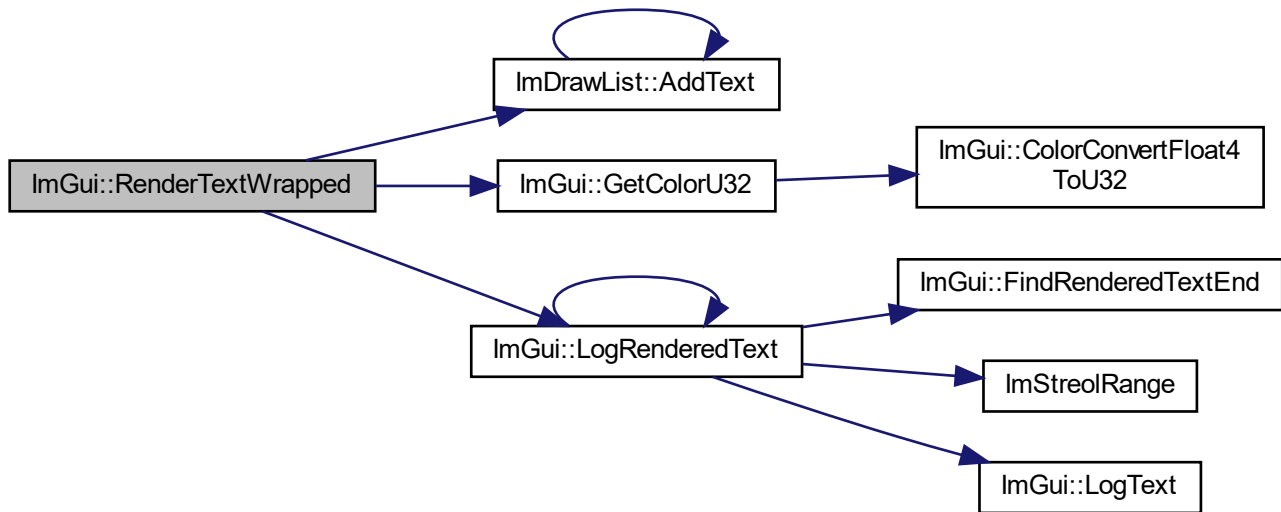 ImDrawList::AddText
ImGui::RenderTextWrapped
ImGui::GetColorU32
ImGui::ColorConvertFloat4
ToU32
ImGui::LogRenderedText
ImGui::FindRenderedTextEnd
ImStreolRange
ImGui::LogText